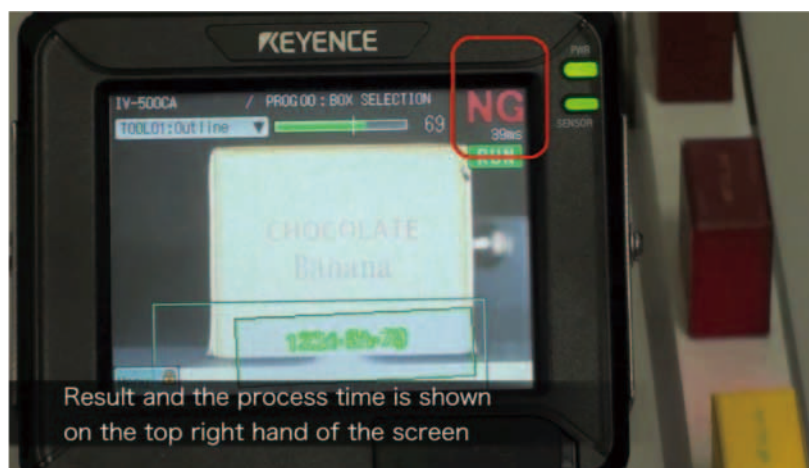 KEYENCE
PWR
IV-500CA / PROG00 : BOX SELECTION NG
TOOL01:Outline 69
39ms
SENSOR
RUN
CHOCOLATE
Banana
Result and the process time is shown
on the top right hand of the screen